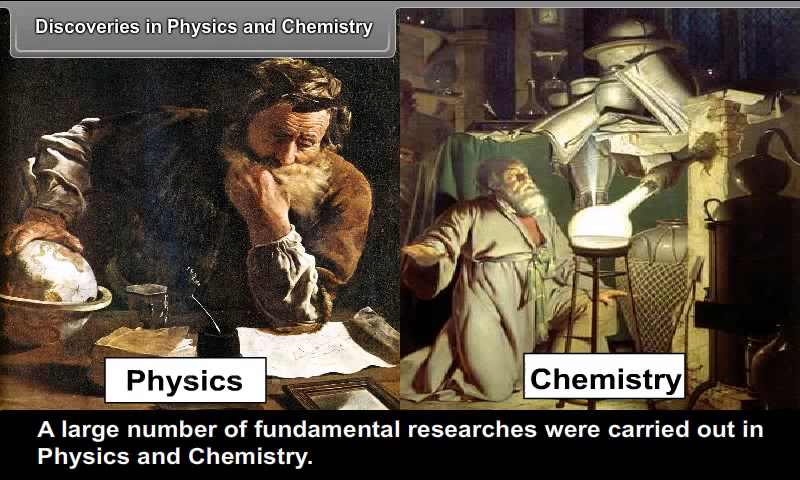 Discoveries in Physics and Chemistry
Physics
Chemistry
A large number of fundamental researches were carried out in
Physics and Chemistry.